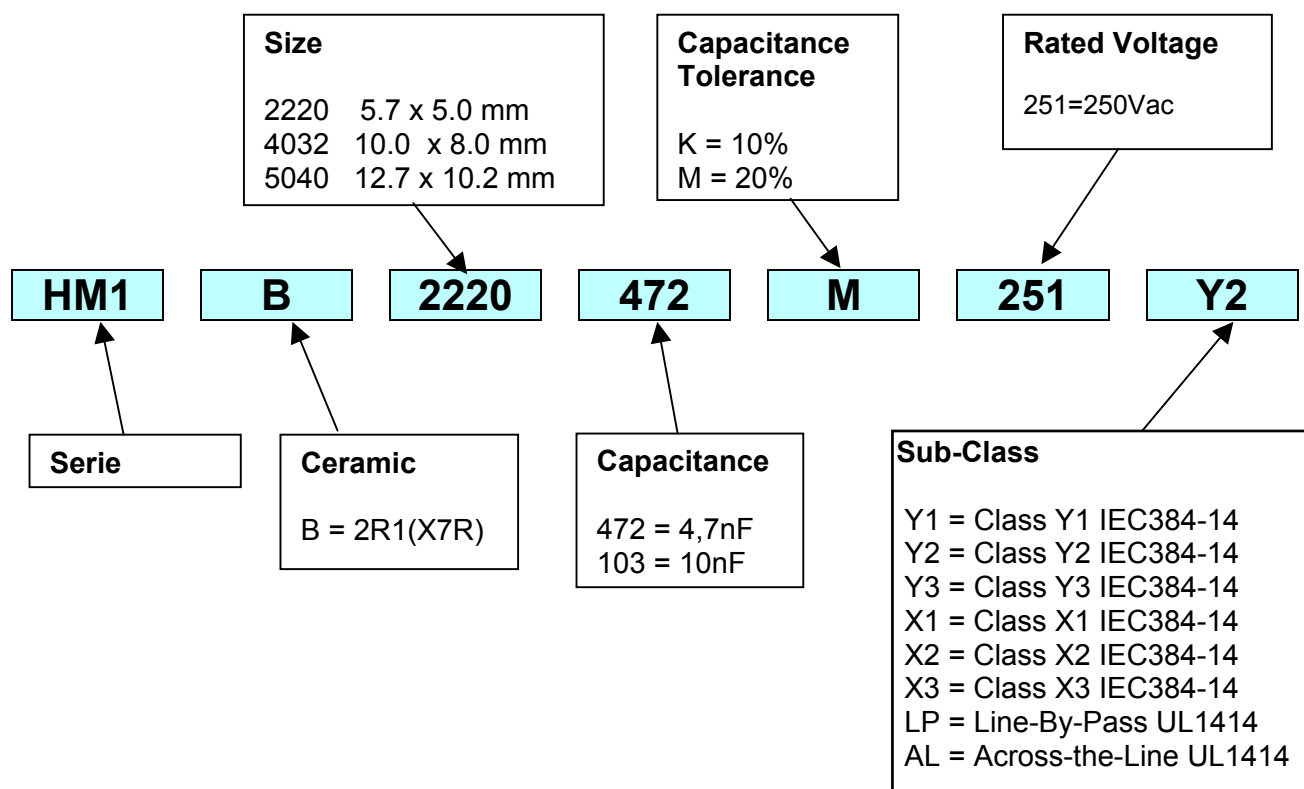 Size
2220 5.7 x 5.0 mm
4032 10.0 x 8.0 mm
5040 12.7 x 10.2 mm
Capacitance
Tolerance
K = 10%
M = 20%
Rated Voltage
251=250Vac
HM1 B 2220 472 M 251 Y2
Serie
Ceramic
B = 2R1(X7R)
Capacitance
472 = 4,7nF
103 = 10nF
Sub-Class
Y1 = Class Y1 IEC384-14
Y2 = Class Y2 IEC384-14
Y3 = Class Y3 IEC384-14
X1 = Class X1 IEC384-14
X2 = Class X2 IEC384-14
X3 = Class X3 IEC384-14
LP = Line-By-Pass UL1414
AL = Across-the-Line UL1414